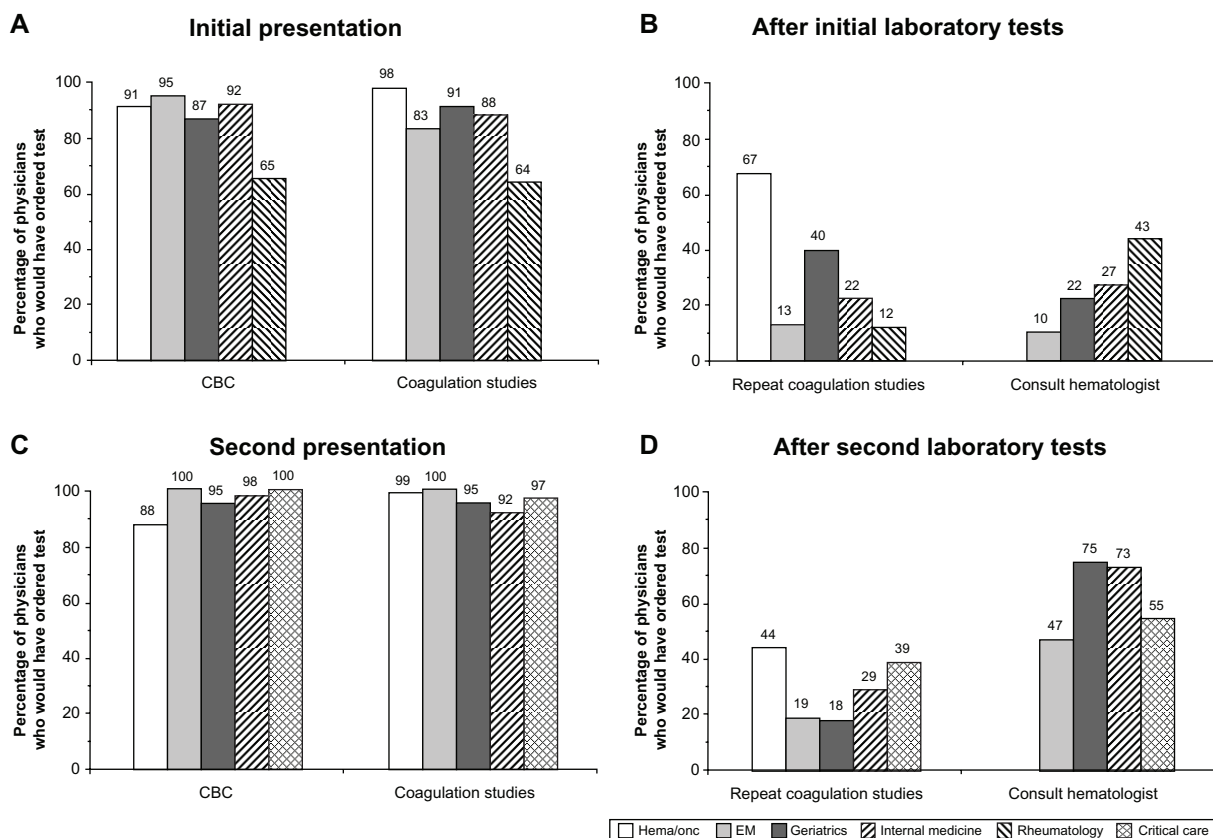 A
Initial presentation
Percentage of physicians
who would have ordered test
100
80
60
40
20
0
91
95
87
92
65
98
83
91
88
64
CBC
Coagulation studies
B
After initial laboratory tests
Percentage of physicians
who would have ordered test
100
80
60
40
20
0
67
13
40
22
12
10
22
27
43
Repeat coagulation studies
Consult hematologist
C
Second presentation
Percentage of physicians
who would have ordered test
100
80
60
40
20
0
88
100
95
98
100
99
100
95
92
97
CBC
Coagulation studies
D
After second laboratory tests
Percentage of physicians
who would have ordered test
100
80
60
40
20
0
44
19
18
29
39
47
75
73
55
Repeat coagulation studies
Consult hematologist
Hema/onc EM Geriatrics Internal medicine Rheumatology Critical care